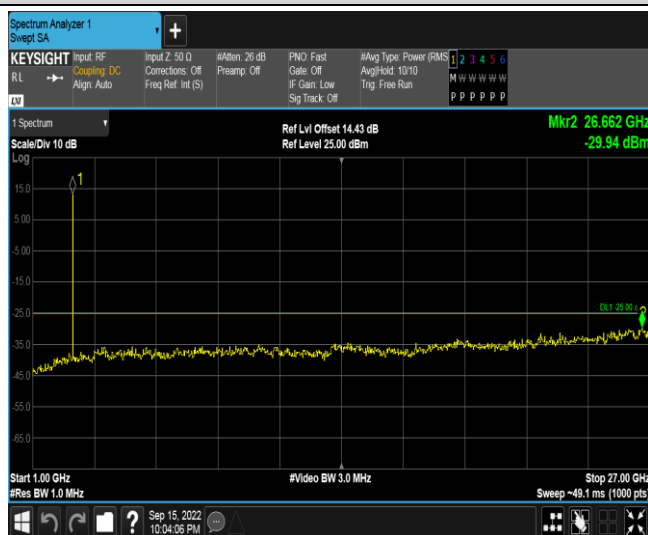 Spectrum Analyzer 1
Swept SA
KEYSIGHT
RL
LXI
Input: RF
Coupling: DC
Align: Auto
Input Z: 50 Ω
Corrections: Off
Freq Ref: Int (S)
#Atten: 26 dB
Preamp: Off
PNO: Fast
Gate: Off
IF Gain: Low
Sig Track: Off
#Avg Type: Power (RMS
Avg|Hold: 10/10
Trig: Free Run
1 2 3 4 5 6
M W W W W W
P P P P P P
1 Spectrum
Scale/Div 10 dB
Ref Lvl Offset 14.43 dB
Ref Level 25.00 dBm
Mkr2 26.662 GHz
-29.94 dBm
Log
1
15.0
5.00
-5.00
-15.0
-25.0
DL1 -25.00
2
-35.0
-45.0
-55.0
-65.0
Start 1.00 GHz
#Res BW 1.0 MHz
#Video BW 3.0 MHz
Stop 27.00 GHz
Sweep ~49.1 ms (1000 pts)
?
Sep 15, 2022
10:04:06 PM